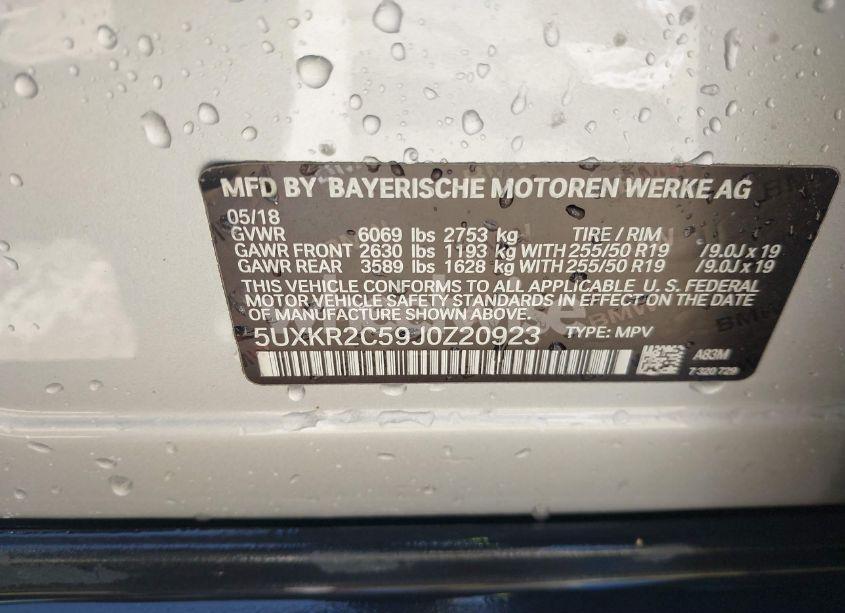 MFD BY BAYERISCHE MOTOREN WERKE AG
05/18
GVWR 6069 lbs 2753 kg TIRE / RIM
GAWR FRONT 2630 lbs 1193 kg WITH 255/50 R19 /9.0J x 19
GAWR REAR 3589 lbs 1628 kg WITH 255/50 R19 /9.0J x 19
THIS VEHICLE CONFORMS TO ALL APPLICABLE U. S. FEDERAL
MOTOR VEHICLE SAFETY STANDARDS IN EFFECT ON THE DATE
OF MANUFACTURE SHOWN ABOVE.
5UXKR2C59J0Z20923 TYPE: MPV
A83M
7 320 729